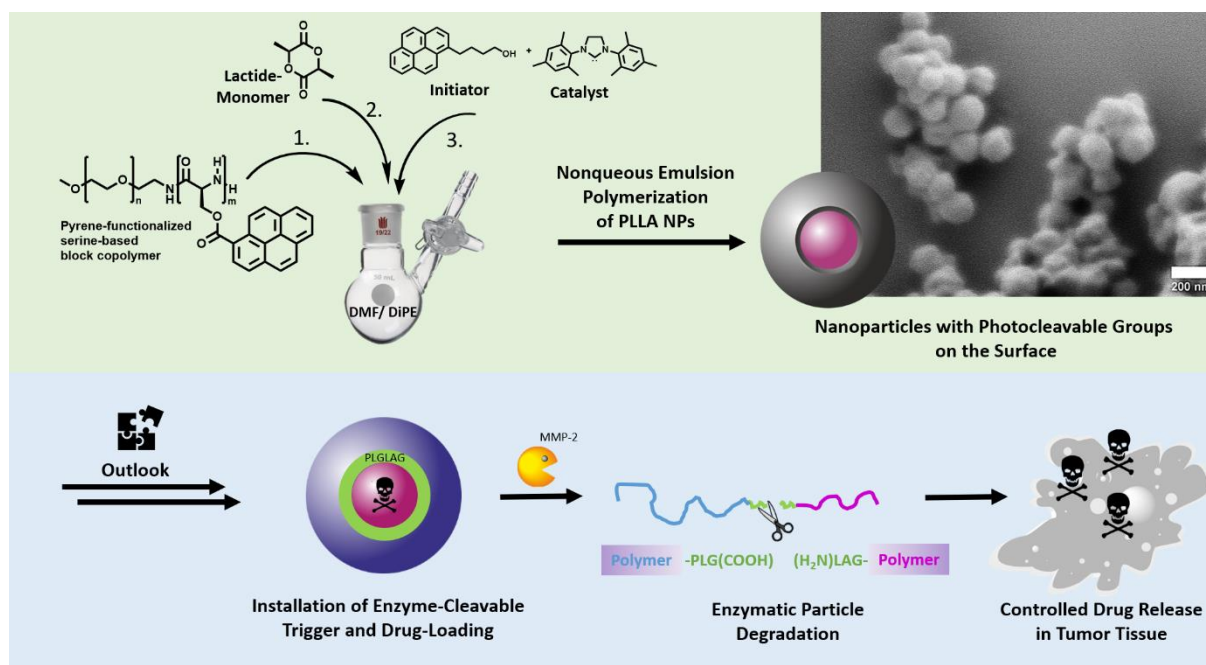 Lactide-
Monomer
2.
OH
+
Initiator
Catalyst
3.
1.
Pyrene-functionalized
serine-based
block copolymer
19/22
DMF/ DiPE
Nonqueous Emulsion
Polymerization
of PLLA NPs
200 nm
Nanoparticles with Photocleavable Groups
on the Surface
Outlook
PLGLAG
MMP-2
Polymer -PLG(COOH) (H₂N)LAG- Polymer
Installation of Enzyme-Cleavable
Trigger and Drug-Loading
Enzymatic Particle
Degradation
Controlled Drug Release
in Tumor Tissue